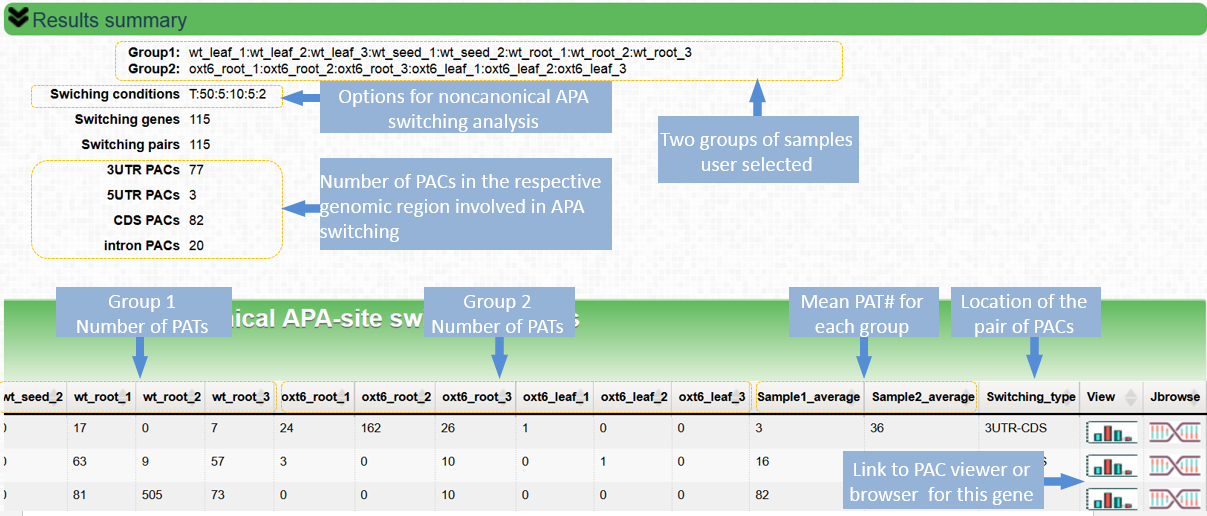 Results summary
Group1: wt_leaf_1:wt_leaf_2:wt_leaf_3:wt_seed_1:wt_seed_2:wt_root_1:wt_root_2:wt_root_3
Group2: oxt6_root_1:oxt6_root_2:oxt6_root_3:oxt6_leaf_1:oxt6_leaf_2:oxt6_leaf_3
Swiching conditions T:50:5:10:5:2
Options for noncanonical APA
switching analysis
Two groups of samples
user selected
Switching genes 115
Switching pairs 115
3UTR PACs 77
5UTR PACs 3
CDS PACs 82
intron PACs 20
Number of PACs in the respective
genomic region involved in APA
switching
Group 1
Number of PATs
APA-site
Group 2
Number of PATs
Mean PAT# for
each group
Location of the
pair of PACs
wt_seed_2 wt_root_1 wt_root_2 wt_root_3 oxt6_root_1 oxt6_root_2 oxt6_root_3 oxt6_leaf_1 oxt6_leaf_2 oxt6_leaf_3 Sample1_average Sample2_average Switching_type View Jbrowse
0 17 0 7 24 162 26 1 0 0 3 36 3UTR-CDS
0 63 9 57 3 0 10 0 1 0 16
0 81 505 73 0 0 10 0 0 0 82
Link to PAC viewer or
browser for this gene